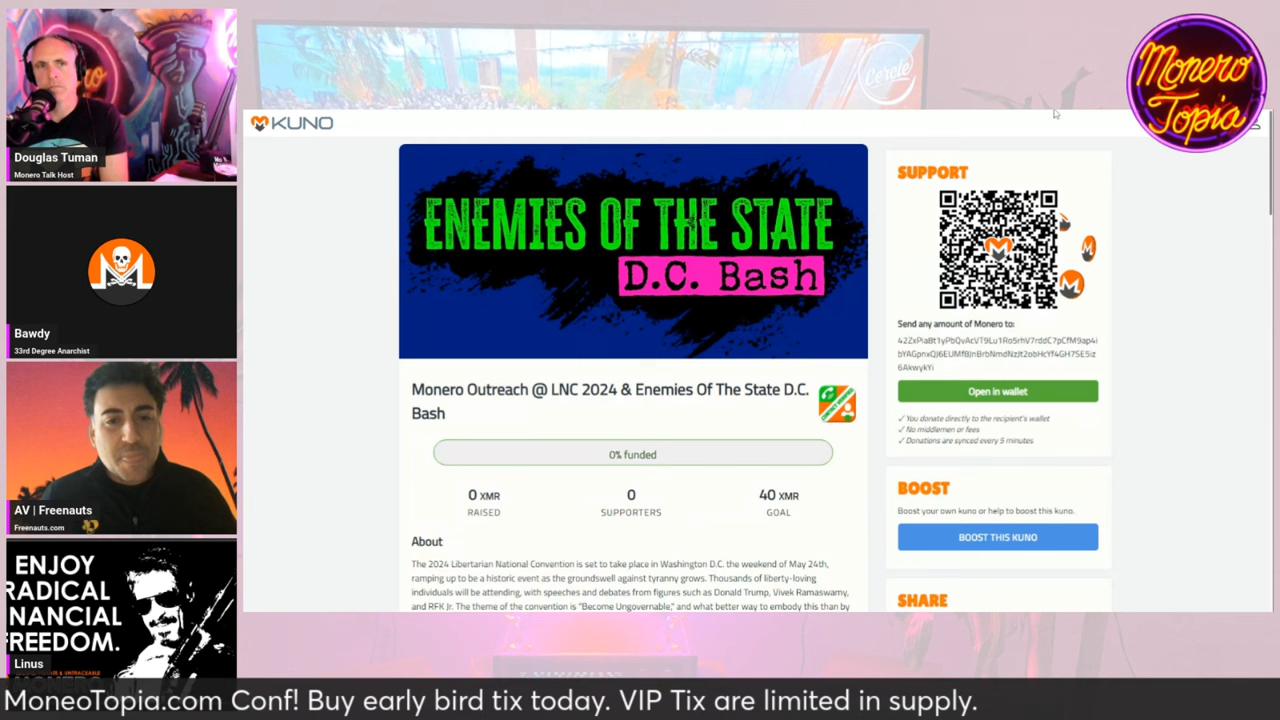 Douglas Tuman
Monero Talk Host
Bawdy
33rd Degree Anarchist
AV | Freenauts
Freenauts.com
ENJOY
RADICAL
NANCIAL
FREEDOM.
Linus
MONERO
KUNO
Cercle
Monero
Topia
ENEMIES OF THE STATE
D.C. Bash
Monero Outreach @ LNC 2024 & Enemies Of The State D.C.
Bash
0% funded
0 XMR
RAISED
0
SUPPORTERS
40 XMR
GOAL
About
The 2024 Libertarian National Convention is set to take place in Washington D.C. the weekend of May 24th,
ramping up to be a historic event as the groundswell against tyranny grows. Thousands of liberty-loving
individuals will be attending, with speeches and debates from figures such as Donald Trump, Vivek Ramaswamy,
and RFK Jr. The theme of the convention is "Become Ungovernable," and what better way to embody this than by
SUPPORT
Send any amount of Monero to:
Open in wallet
✓ You donate directly to the recipient's wallet
✓ No middlemen or fees
✓ Donations are synced every 5 minutes
BOOST
Boost your own kuno or help to boost this kuno.
BOOST THIS KUNO
SHARE
MoneoTopia.com Conf! Buy early bird tix today. VIP Tix are limited in supply.